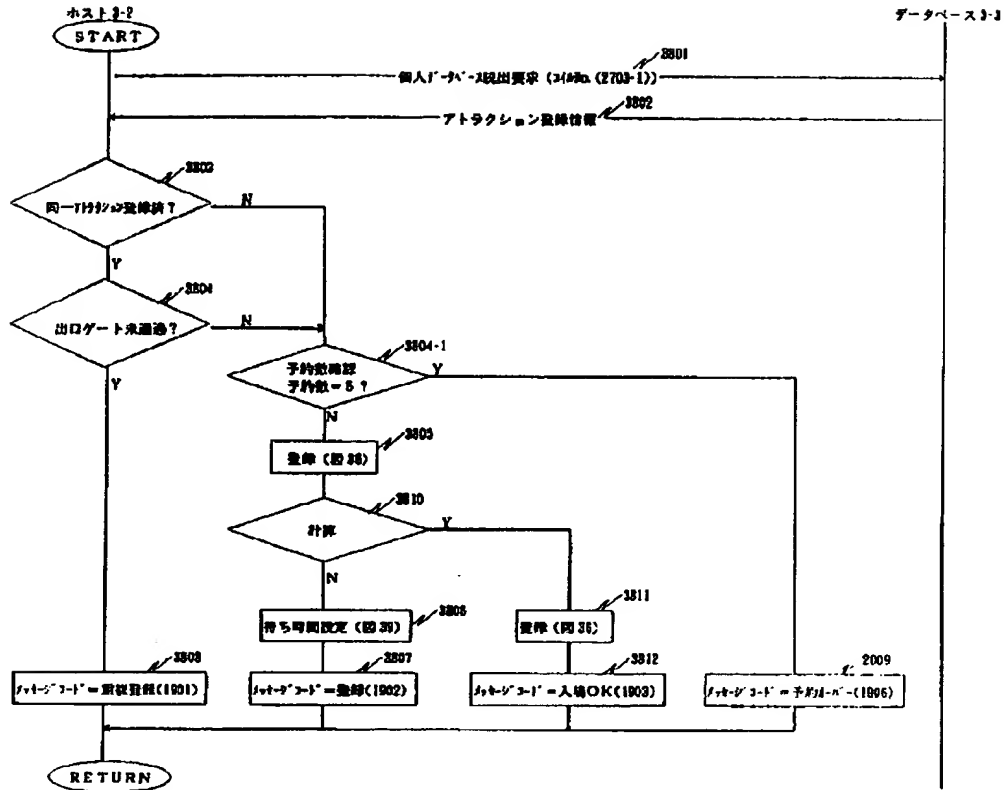 ホスト3-2
データベース3-3
START
3801
個人データベース読出要求 (コイルNo. (2703-1))
3802
アトラクション登録情報
3803
同一アトラクション登録済?
N
Y
3804
出口ゲート未通過?
N
Y
3804-1
予約数確認
予約数=5?
Y
N
3805
登録 (図38)
3810
計算
Y
N
3806
待ち時間設定 (図39)
3811
登録 (図36)
3808
メッセージコード=重複登録(1901)
3807
メッセージコード=登録(1902)
3812
メッセージコード=入場OK(1903)
2009
メッセージコード=予約オーバー(1906)
RETURN